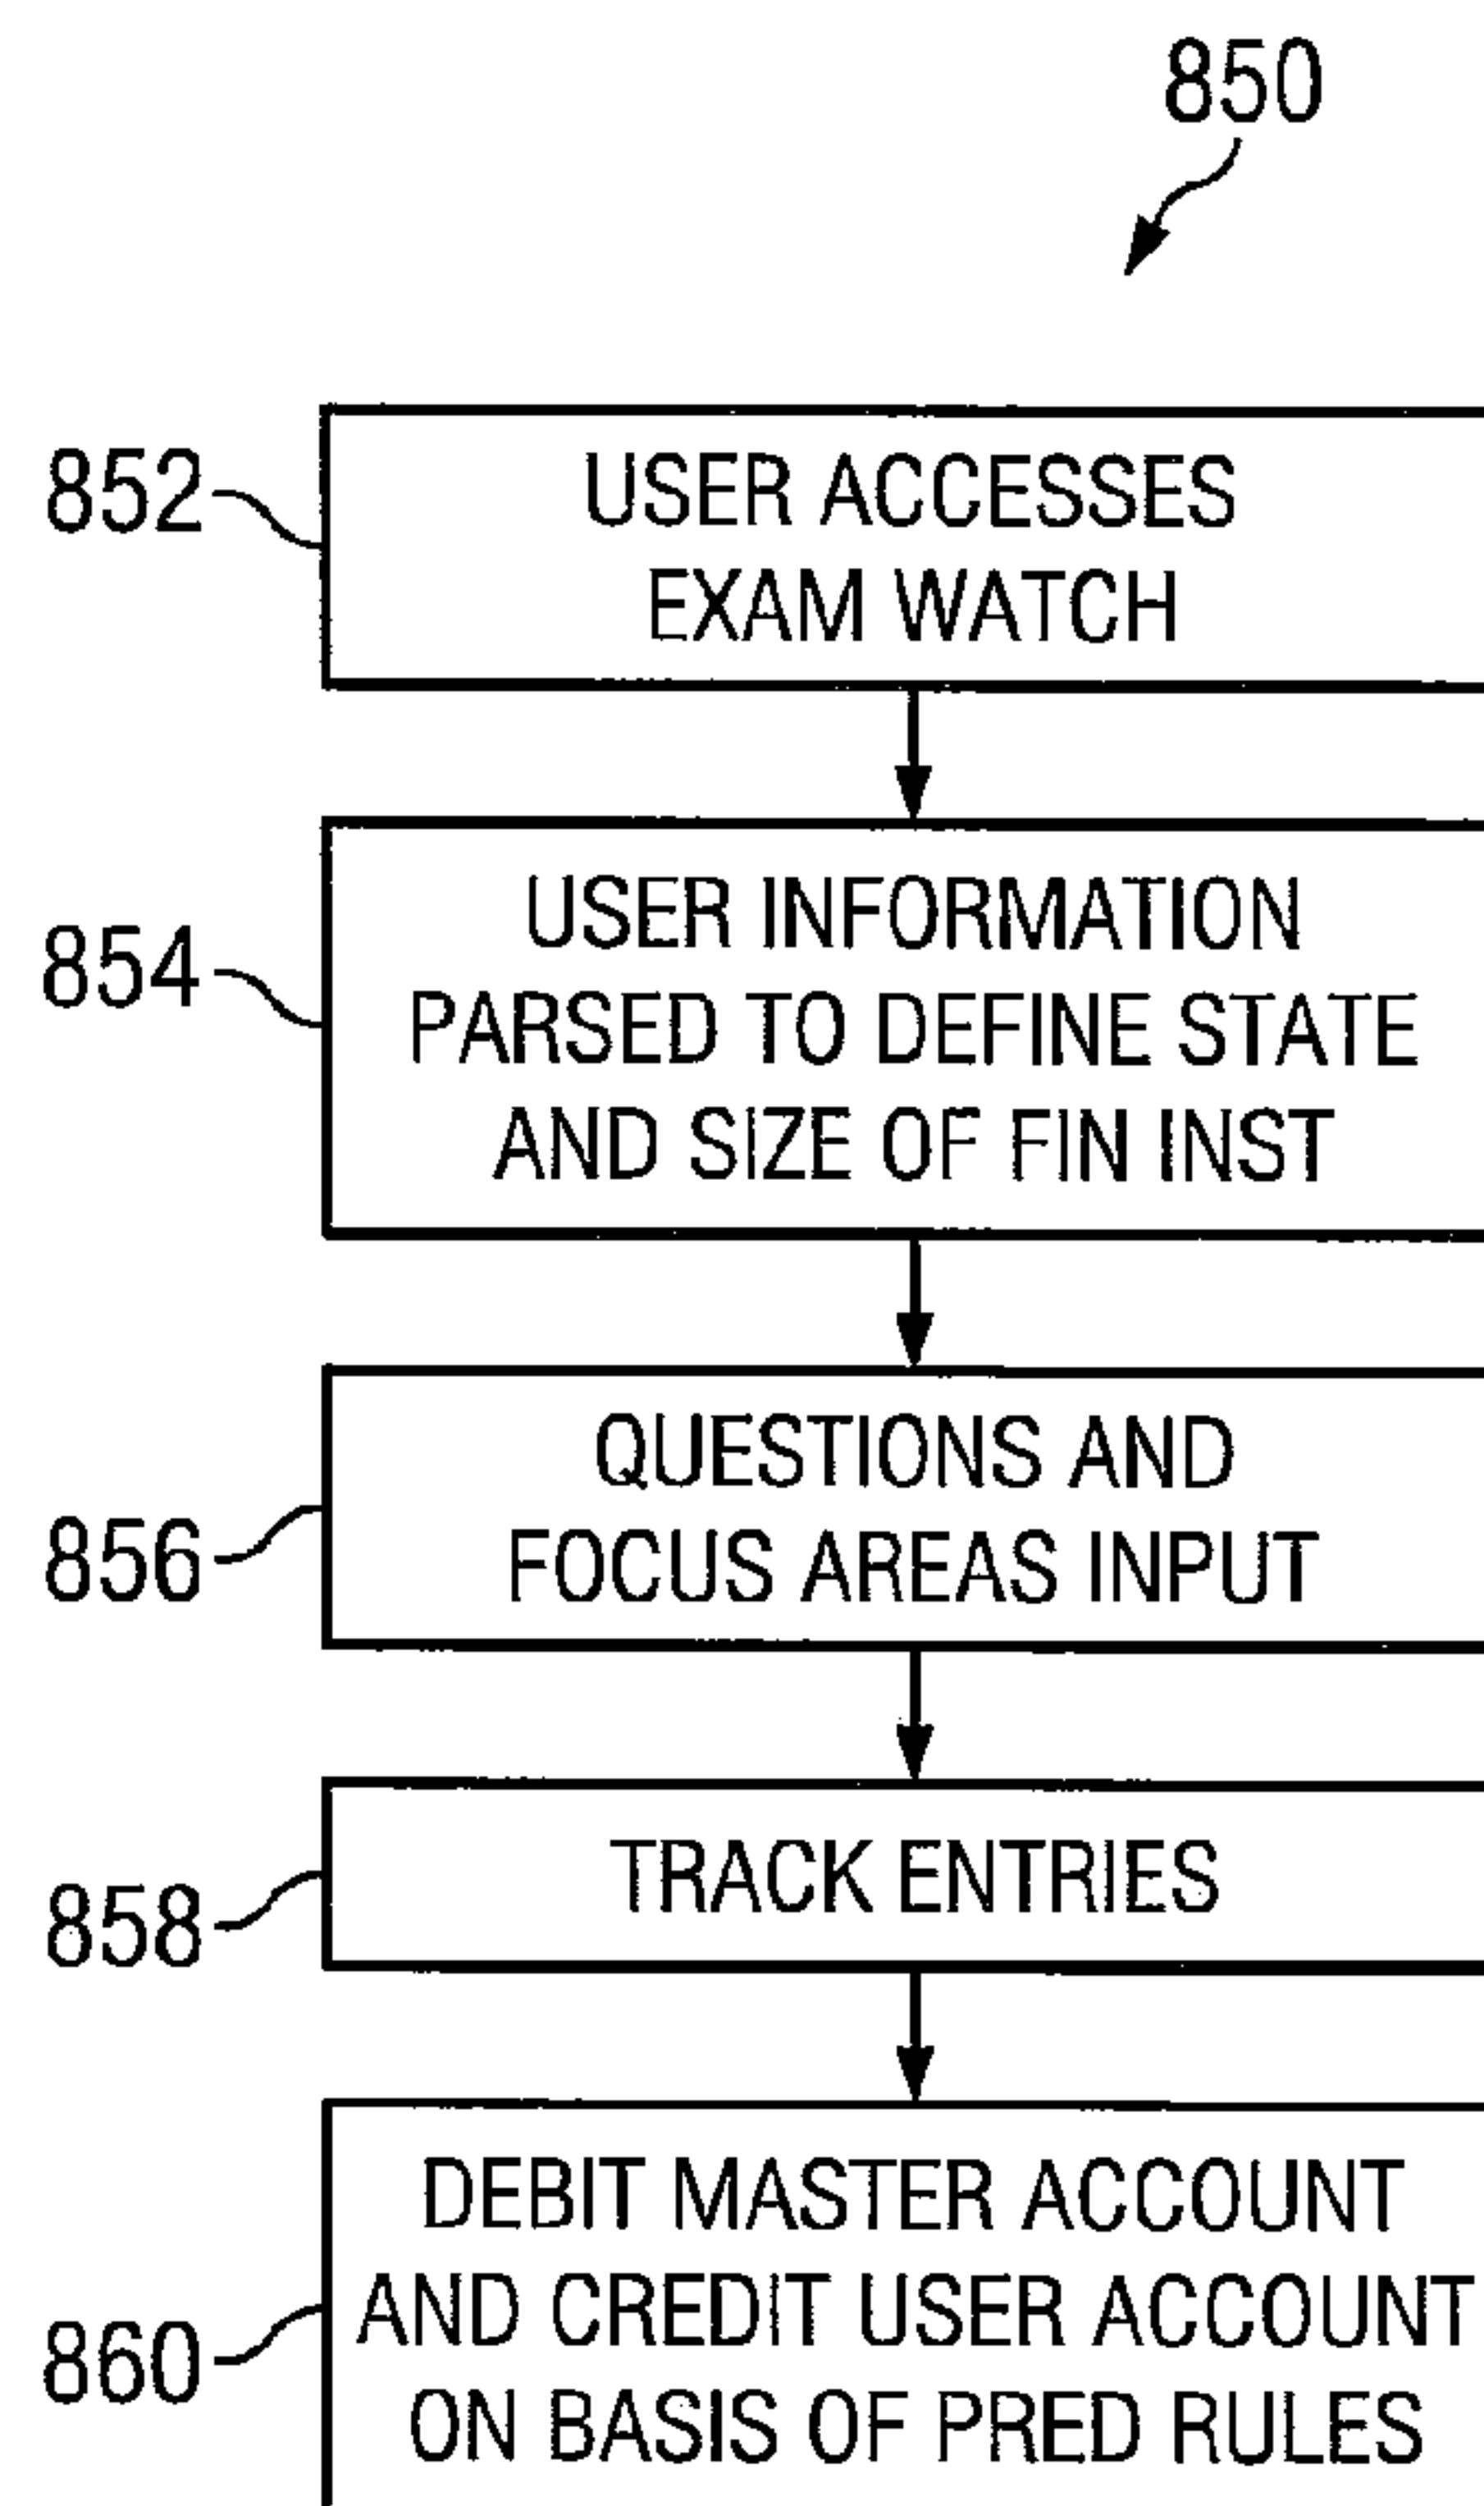 850
852
USER ACCESSES
EXAM WATCH
854
USER INFORMATION
PARSED TO DEFINE STATE
AND SIZE OF FIN INST
856
QUESTIONS AND
FOCUS AREAS INPUT
858
TRACK ENTRIES
860
DEBIT MASTER ACCOUNT
AND CREDIT USER ACCOUNT
ON BASIS OF PRED RULES